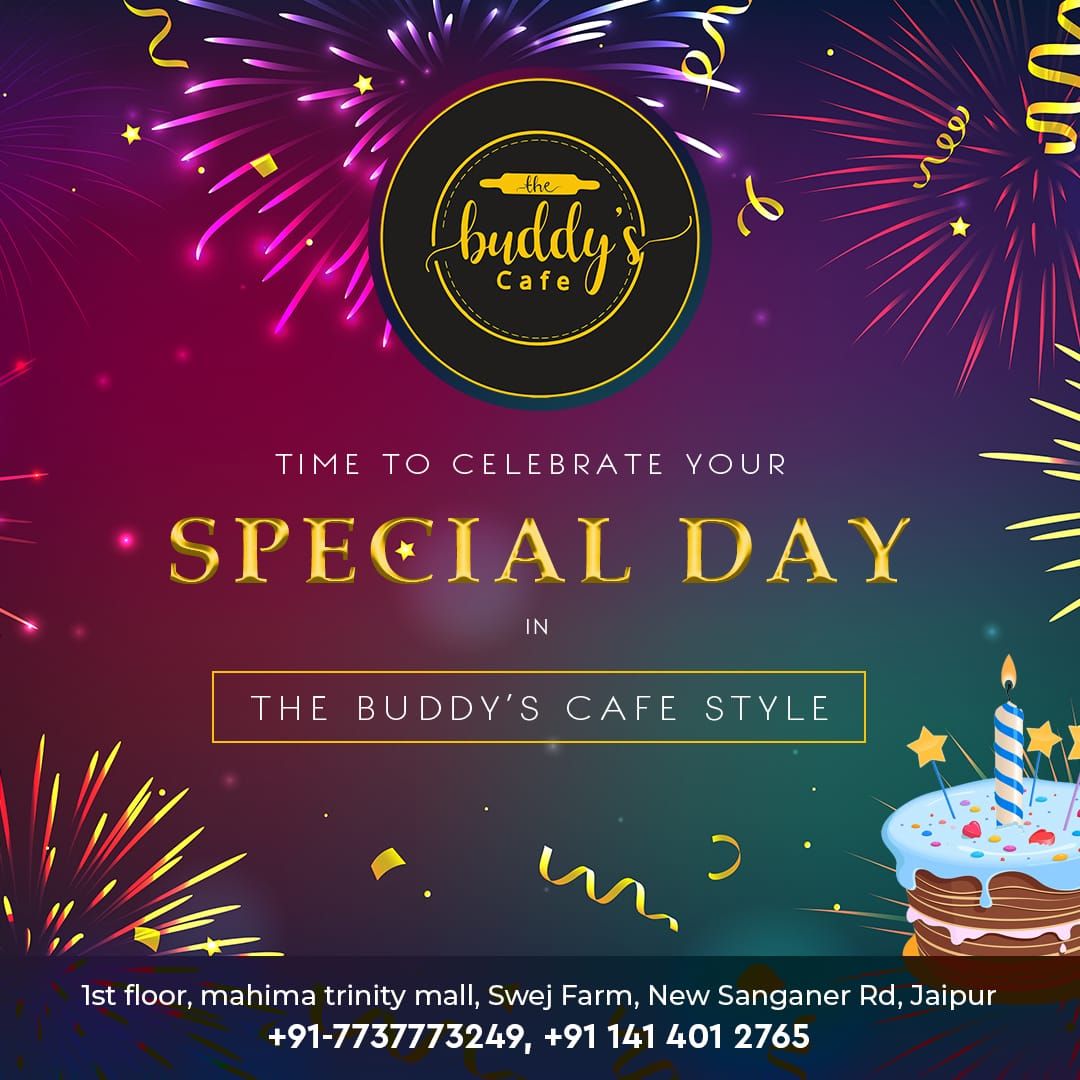 the
buddy's
Cafe
TIME TO CELEBRATE YOUR
SPECIAL DAY
IN
THE BUDDY'S CAFE STYLE
1st floor, mahima trinity mall, Swej Farm, New Sanganer Rd, Jaipur
+91-7737773249, +91 141 401 2765